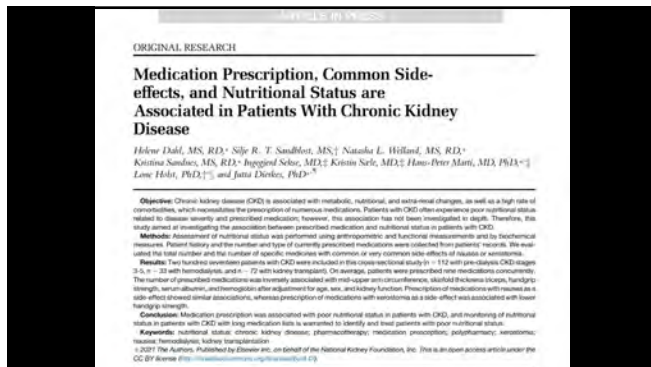 ARTICLE IN PRESS
ORIGINAL RESEARCH
Medication Prescription, Common Side-
effects, and Nutritional Status are
Associated in Patients With Chronic Kidney
Disease
Helene Dahl, MS, RD,* Silje R. T. Sandblost, MS,‡ Natasha L. Welland, MS, RD,*
Kristina Sandnes, MS, RD,* Ingegjerd Sekse, MD,‡ Kristin Sæle, MD,‡ Hans-Peter Marti, MD, PhD,*‡§
Lone Holst, PhD,†*§ and Jutta Dierkes, PhD*¶
Objective: Chronic kidney disease (CKD) is associated with metabolic, nutritional, and extra-renal changes, as well as a high rate of
comorbidities, which necessitates the prescription of numerous medications. Patients with CKD often experience poor nutritional status
related to disease severity and prescribed medication; however, this association has not been investigated in depth. Therefore, this
study aimed at investigating the association between prescribed medication and nutritional status in patients with CKD.
Methods: Assessment of nutritional status was performed using anthropometric and functional measurements and by biochemical
measures. Patient history and the number and type of currently prescribed medications were collected from patients' records. We eval-
uated the total number and the number of specific medicines with common or very common side-effects of nausea or xerostomia.
Results: Two hundred seventeen patients with CKD were included in this cross-sectional study (n = 112 with pre-dialysis CKD stages
3-5, n = 33 with hemodialysis, and n = 72 with kidney transplant). On average, patients were prescribed nine medications concurrently.
The number of prescribed medications was inversely associated with mid-upper arm circumference, skinfold thickness triceps, handgrip
strength, serum albumin, and hemoglobin after adjustment for age, sex, and kidney function. Prescription of medications with nausea as a
side-effect showed similar associations, whereas prescription of medications with xerostomia as a side-effect was associated with lower
handgrip strength.
Conclusion: Medication prescription was associated with poor nutritional status in patients with CKD, and monitoring of nutritional
status in patients with CKD with long medication lists is warranted to identify and treat patients with poor nutritional status.
Keywords: nutritional status; chronic kidney disease; pharmacotherapy; medication prescription; polypharmacy; xerostomia;
nausea; hemodialysis; kidney transplantation
© 2021 The Authors. Published by Elsevier Inc. on behalf of the National Kidney Foundation, Inc. This is an open access article under the
CC BY license (http://creativecommons.org/licenses/by/4.0/).